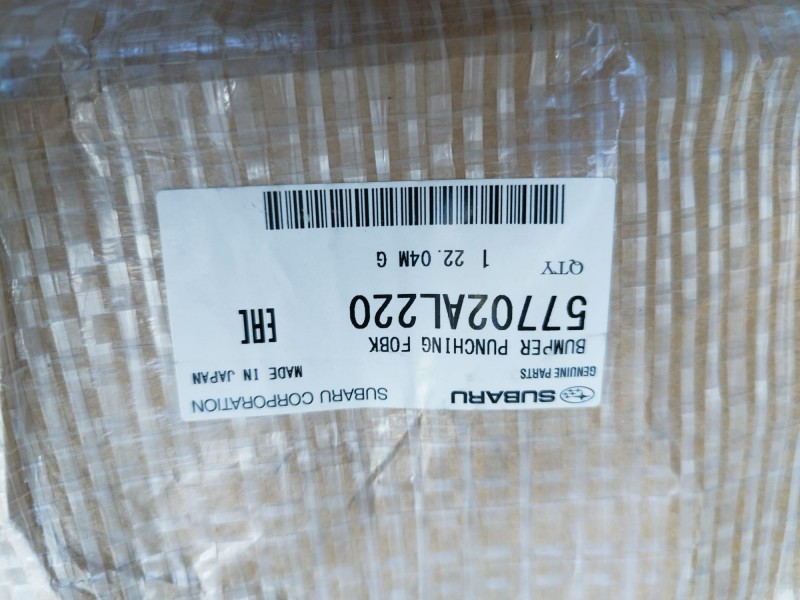 SUBARU SUBARU CORPORATION
GENUINE PARTS MADE IN JAPAN
BUMPER PUNCHING FOBK
57702AL220 EAC
QTY 1 22.04M G